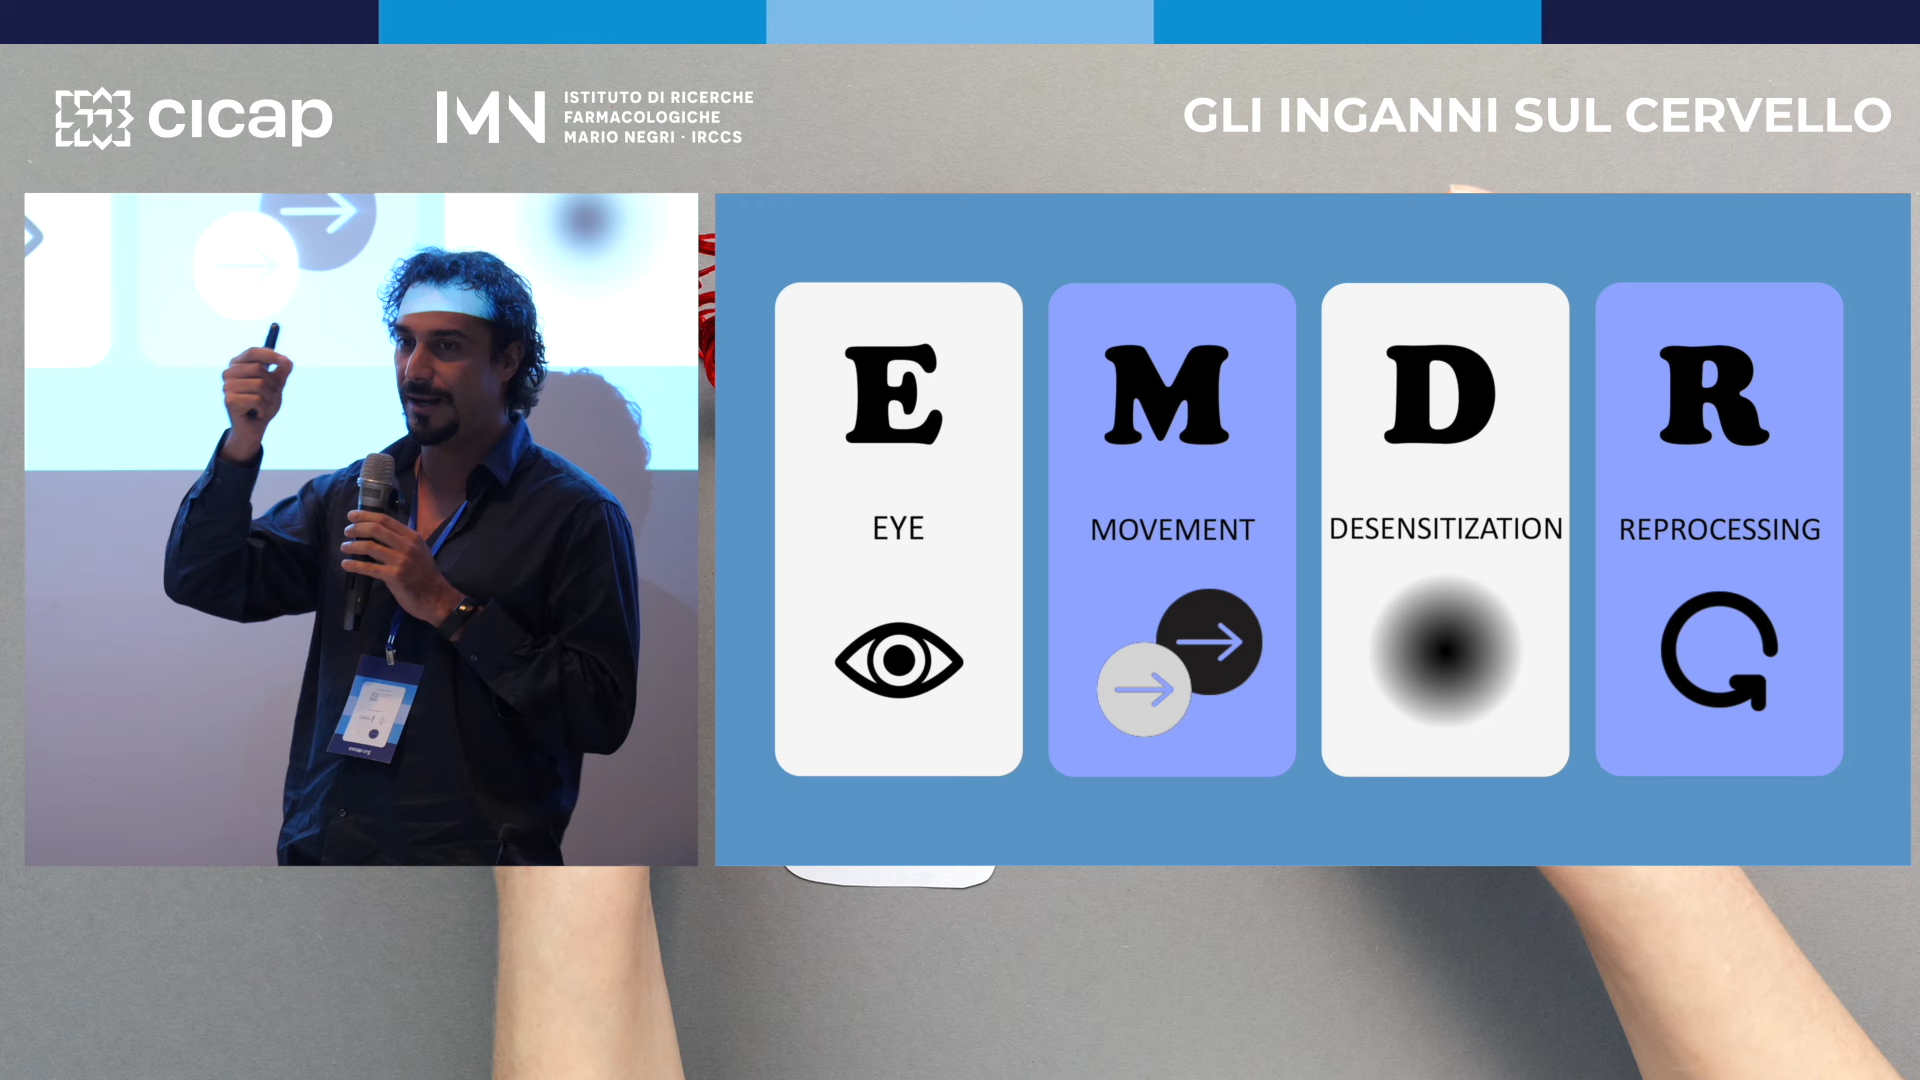 cicap
IMN
ISTITUTO DI RICERCHE
FARMACOLOGICHE
MARIO NEGRI · IRCCS
GLI INGANNI SUL CERVELLO
E
M
D
R
EYE
MOVEMENT
DESENSITIZATION
REPROCESSING